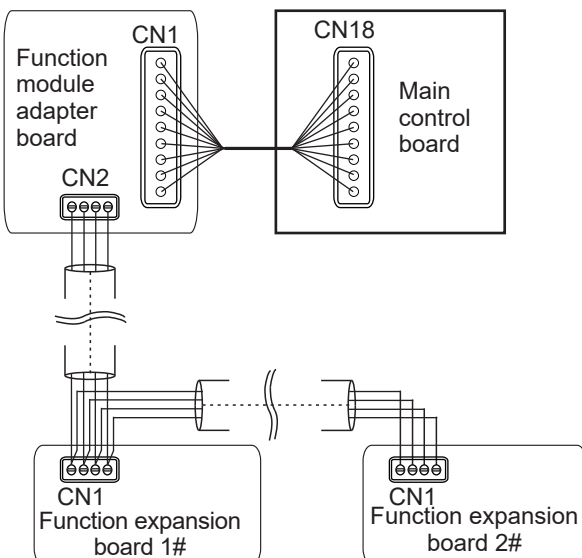 CN1
CN18
Function
module
adapter
board
Main
control
board
CN2
CN1
Function expansion
board 1#
CN1
Function expansion
board 2#